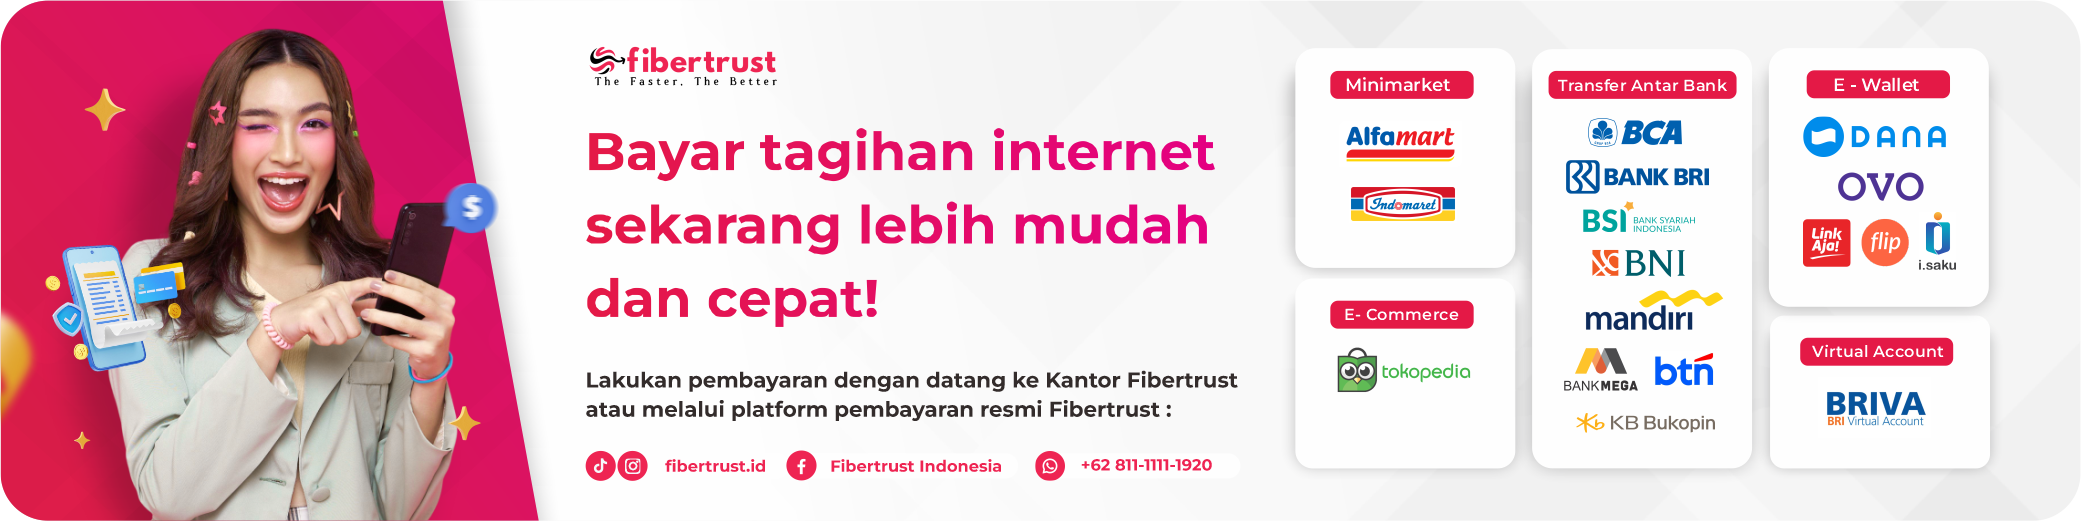 fibertrust
The Faster, The Better
Bayar tagihan internet
sekarang lebih mudah
dan cepat!
Lakukan pembayaran dengan datang ke Kantor Fibertrust
atau melalui platform pembayaran resmi Fibertrust :
fibertrust.id
Fibertrust Indonesia
+62 811-1111-1920
$
Minimarket
Alfamart
Indomaret
E- Commerce
tokopedia
Transfer Antar Bank
BCA
BANK BRI
BSI BANK SYARIAH
INDONESIA
BNI
mandiri
BANK MEGA
btn
KB Bukopin
E - Wallet
DANA
OVO
Link
Aja!
flip
i.saku
Virtual Account
BRIVA
BRI Virtual Account